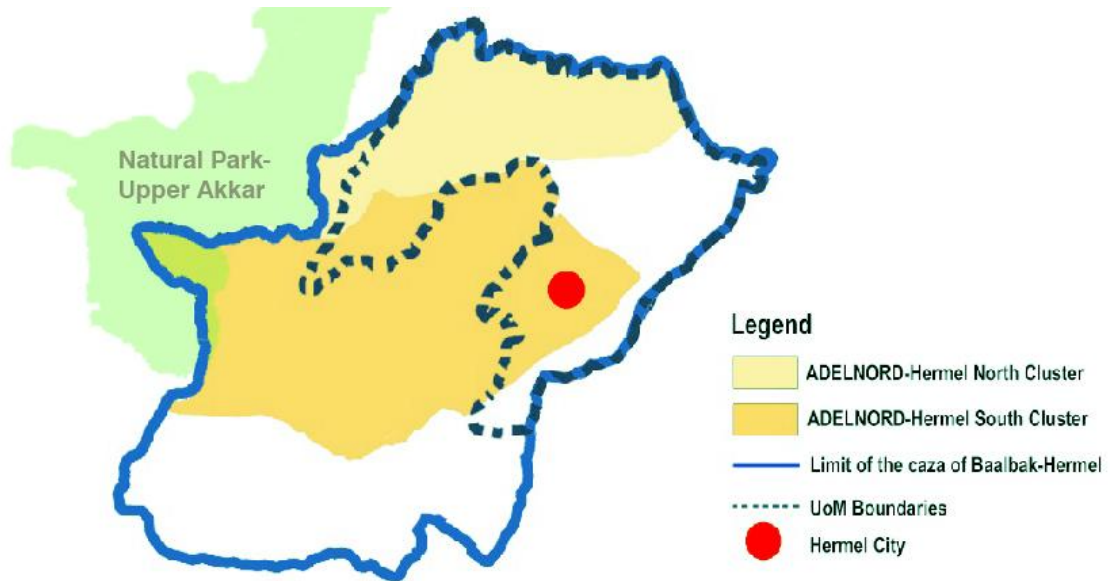 Natural Park-
Upper Akkar
Legend
ADELNORD-Hermel North Cluster
ADELNORD-Hermel South Cluster
Limit of the caza of Baalbak-Hermel
UoM Boundaries
Hermel City